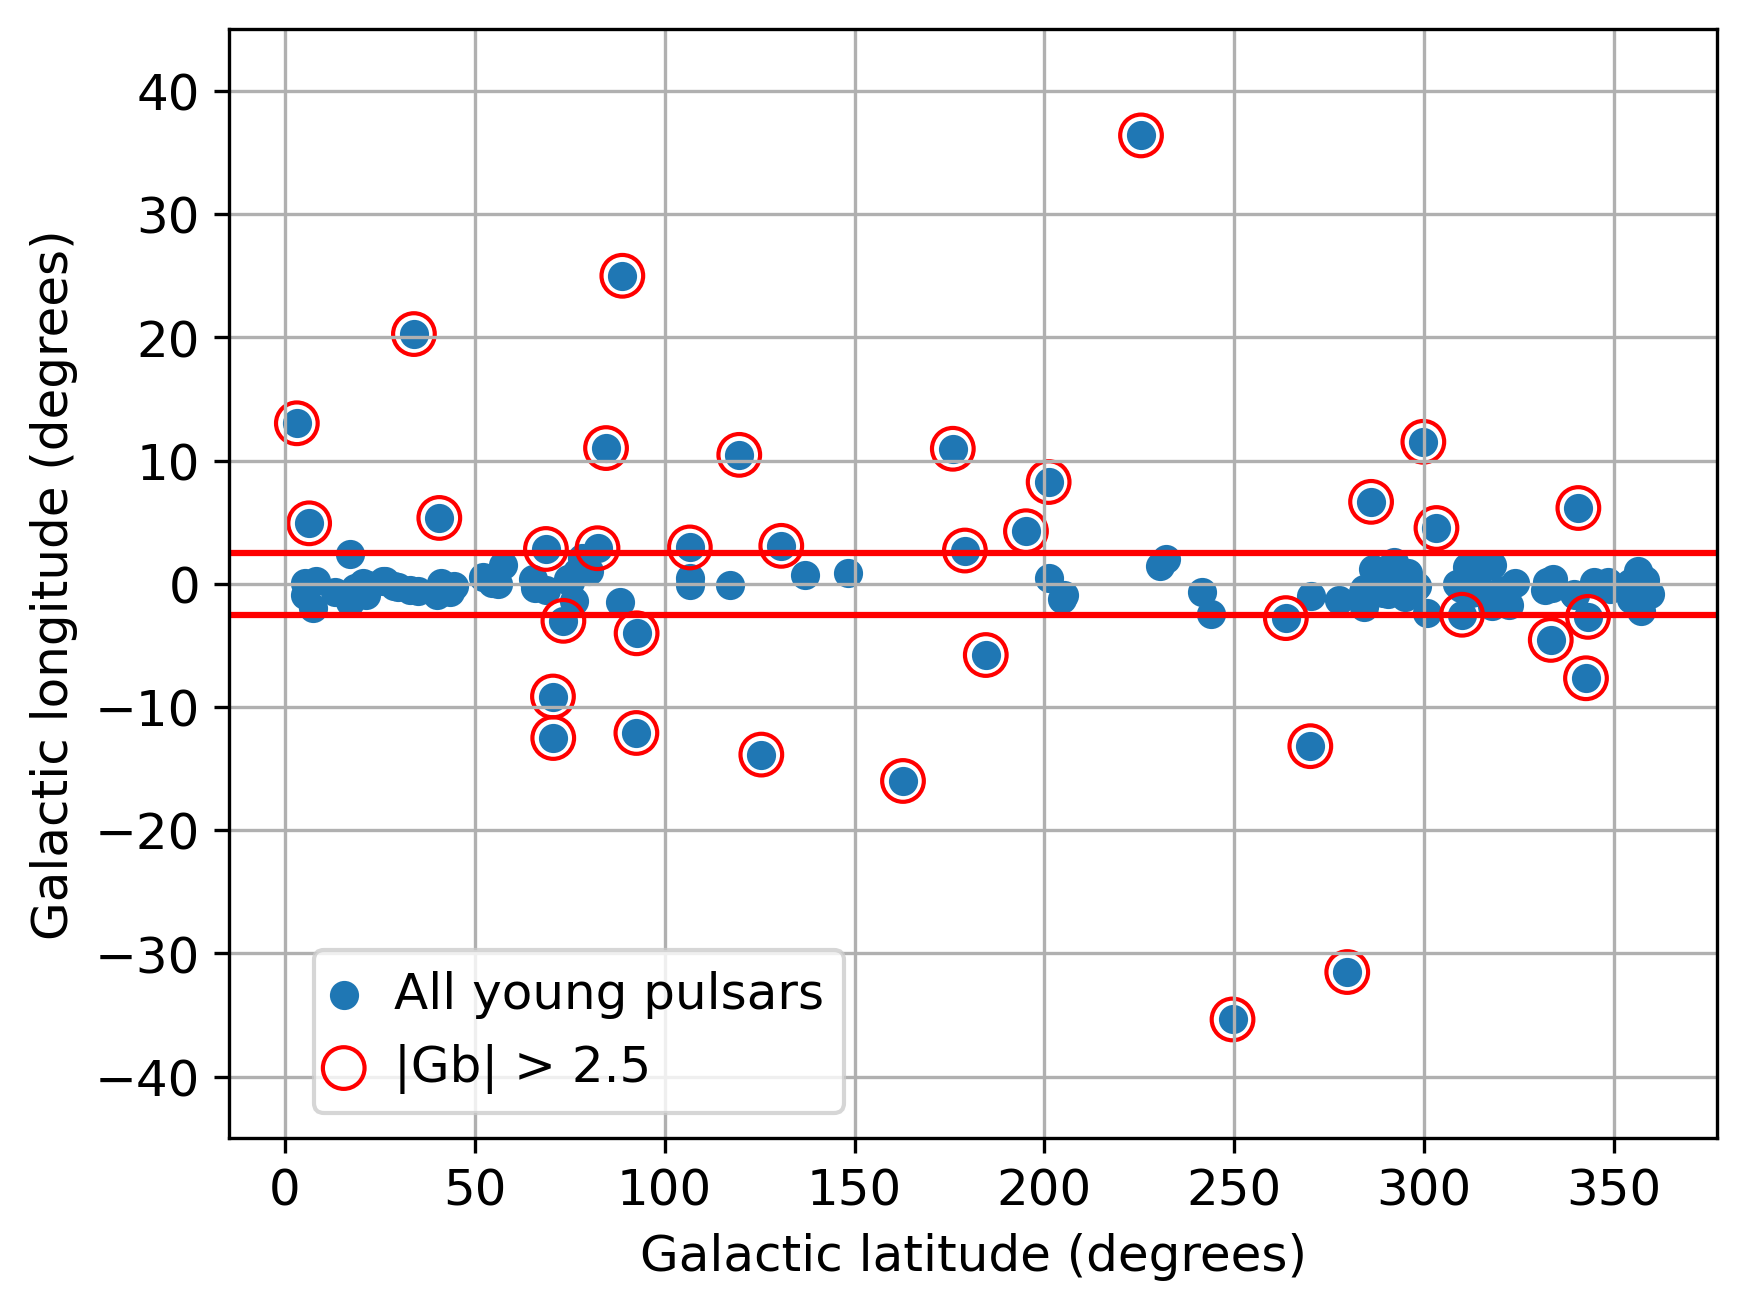 40
30
20
10
0
−10
−20
−30
−40
Galactic longitude (degrees)
All young pulsars
|Gb| > 2.5
0 50 100 150 200 250 300 350
Galactic latitude (degrees)